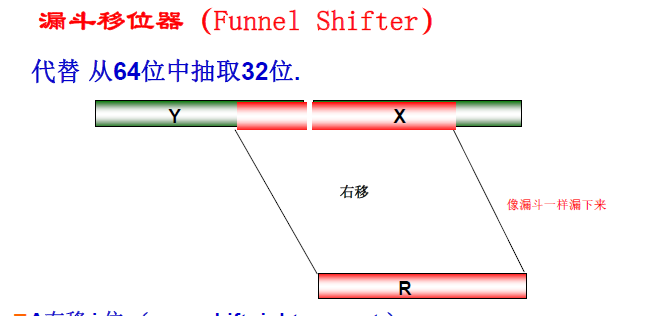 漏斗移位器（Funnel Shifter）
代替 从64位中抽取32位.
Y X
右移
像漏斗一样漏下来
R